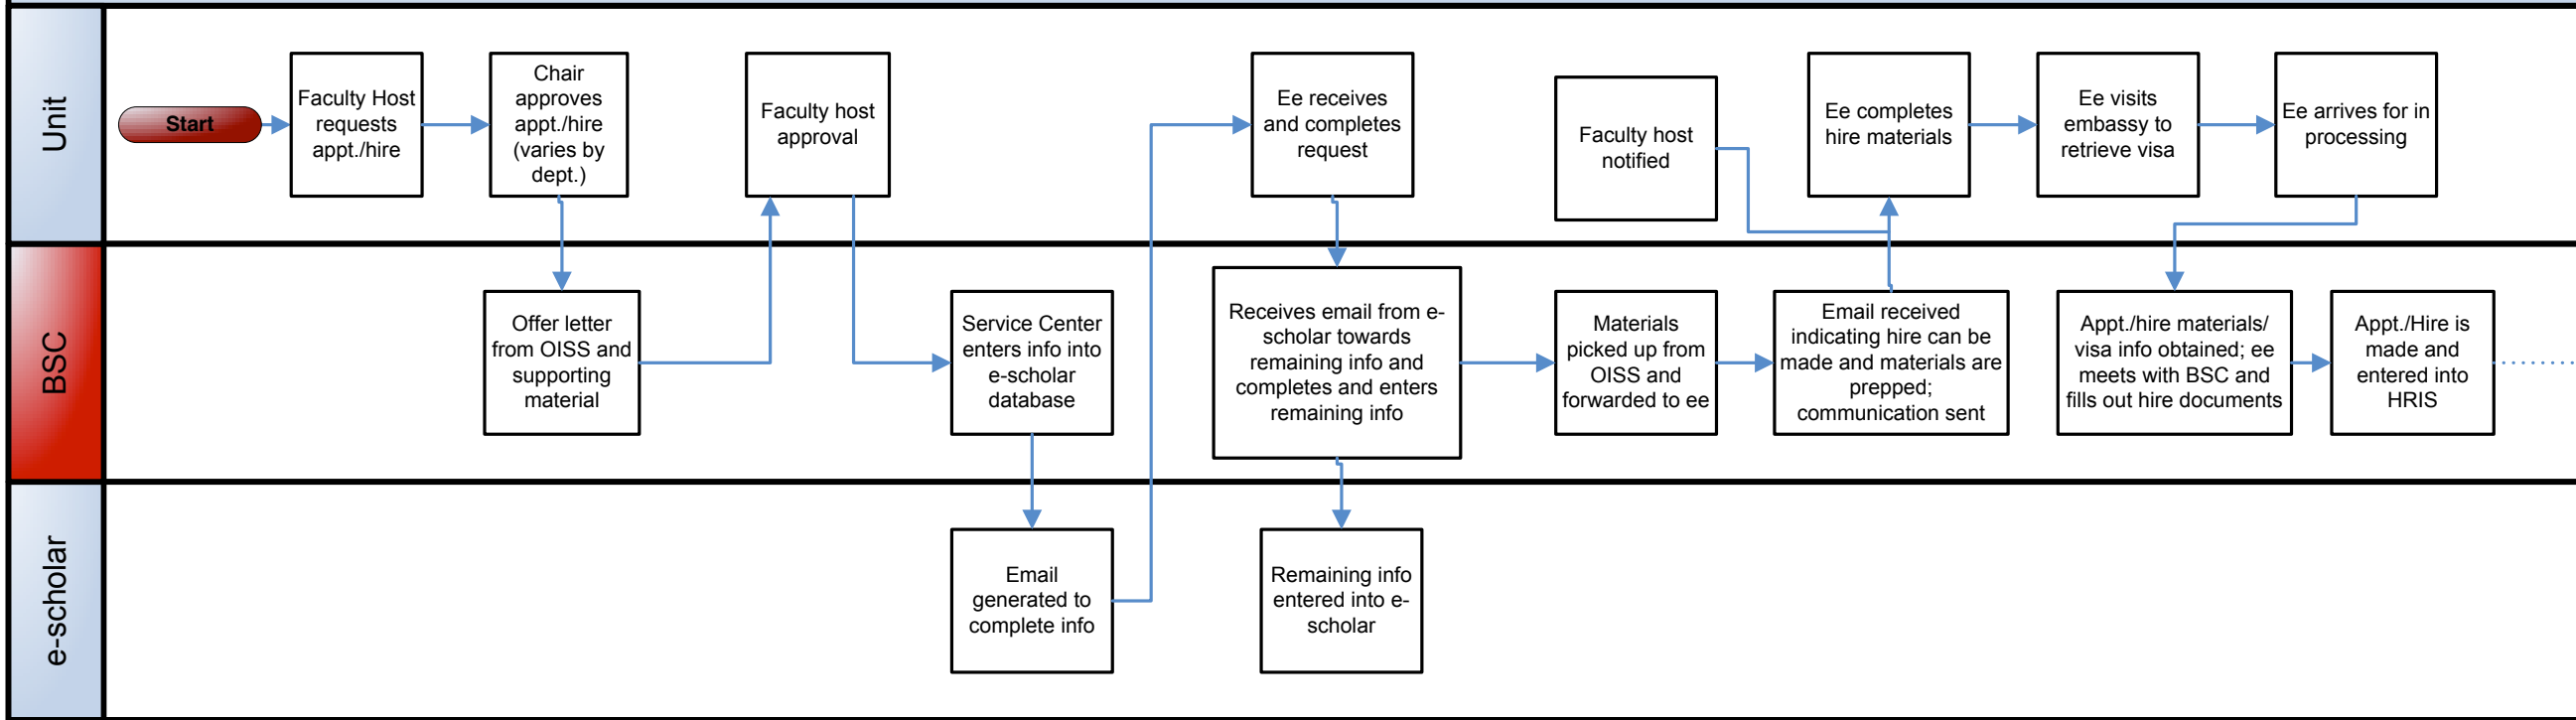 Unit
Start
Faculty Host
requests
appt./hire
Chair
approves
appt./hire
(varies by
dept.)
Faculty host
approval
Ee receives
and completes
request
Faculty host
notified
Ee completes
hire materials
Ee visits
embassy to
retrieve visa
Ee arrives for in
processing
BSC
Offer letter
from OISS and
supporting
material
Service Center
enters info into
e-scholar
database
Receives email from e-
scholar towards
remaining info and
completes and enters
remaining info
Materials
picked up from
OISS and
forwarded to ee
Email received
indicating hire can be
made and materials are
prepped;
communication sent
Appt./hire materials/
visa info obtained; ee
meets with BSC and
fills out hire documents
Appt./Hire is
made and
entered into
HRIS
e-scholar
Email
generated to
complete info
Remaining info
entered into e-
scholar